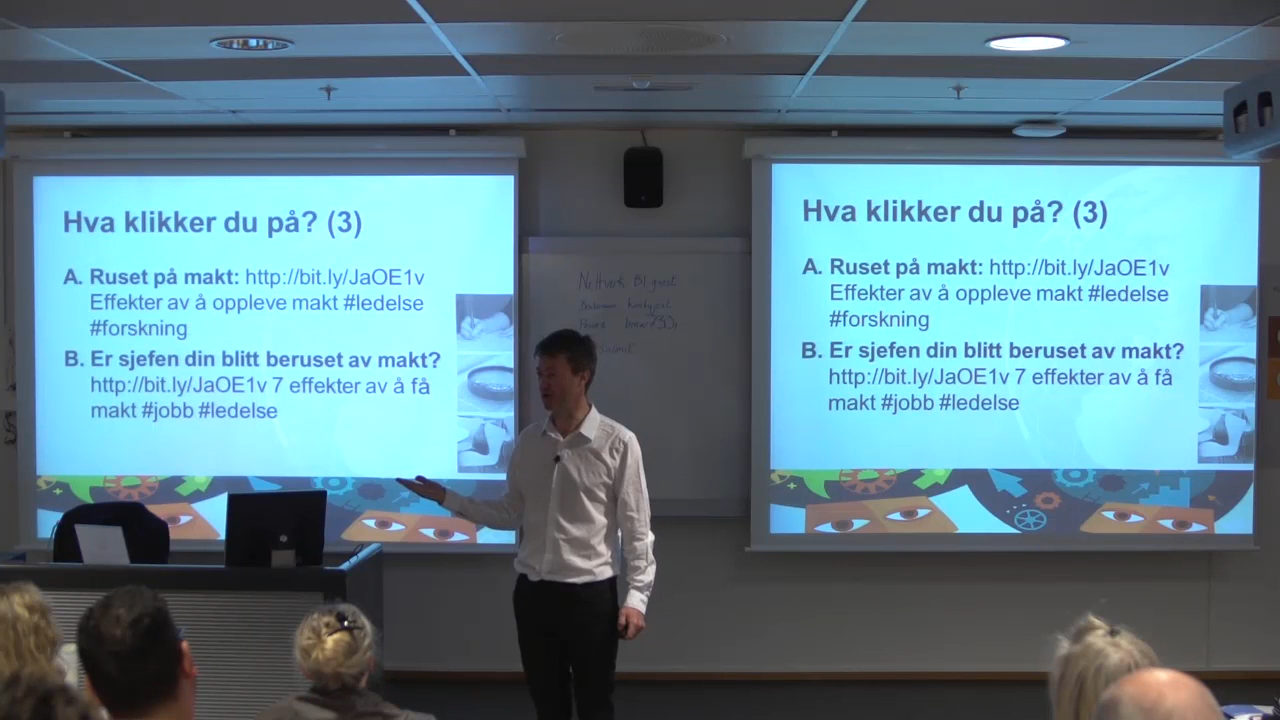 Hva klikker du på? (3)
A. Ruset på makt: http://bit.ly/JaOE1v
Effekter av å oppleve makt #ledelse
#forskning
B. Er sjefen din blitt beruset av makt?
http://bit.ly/JaOE1v 7 effekter av å få
makt #jobb #ledelse
Nettverk BI guest
Hva klikker du på? (3)
A. Ruset på makt: http://bit.ly/JaOE1v
Effekter av å oppleve makt #ledelse
#forskning
B. Er sjefen din blitt beruset av makt?
http://bit.ly/JaOE1v 7 effekter av å få
makt #jobb #ledelse